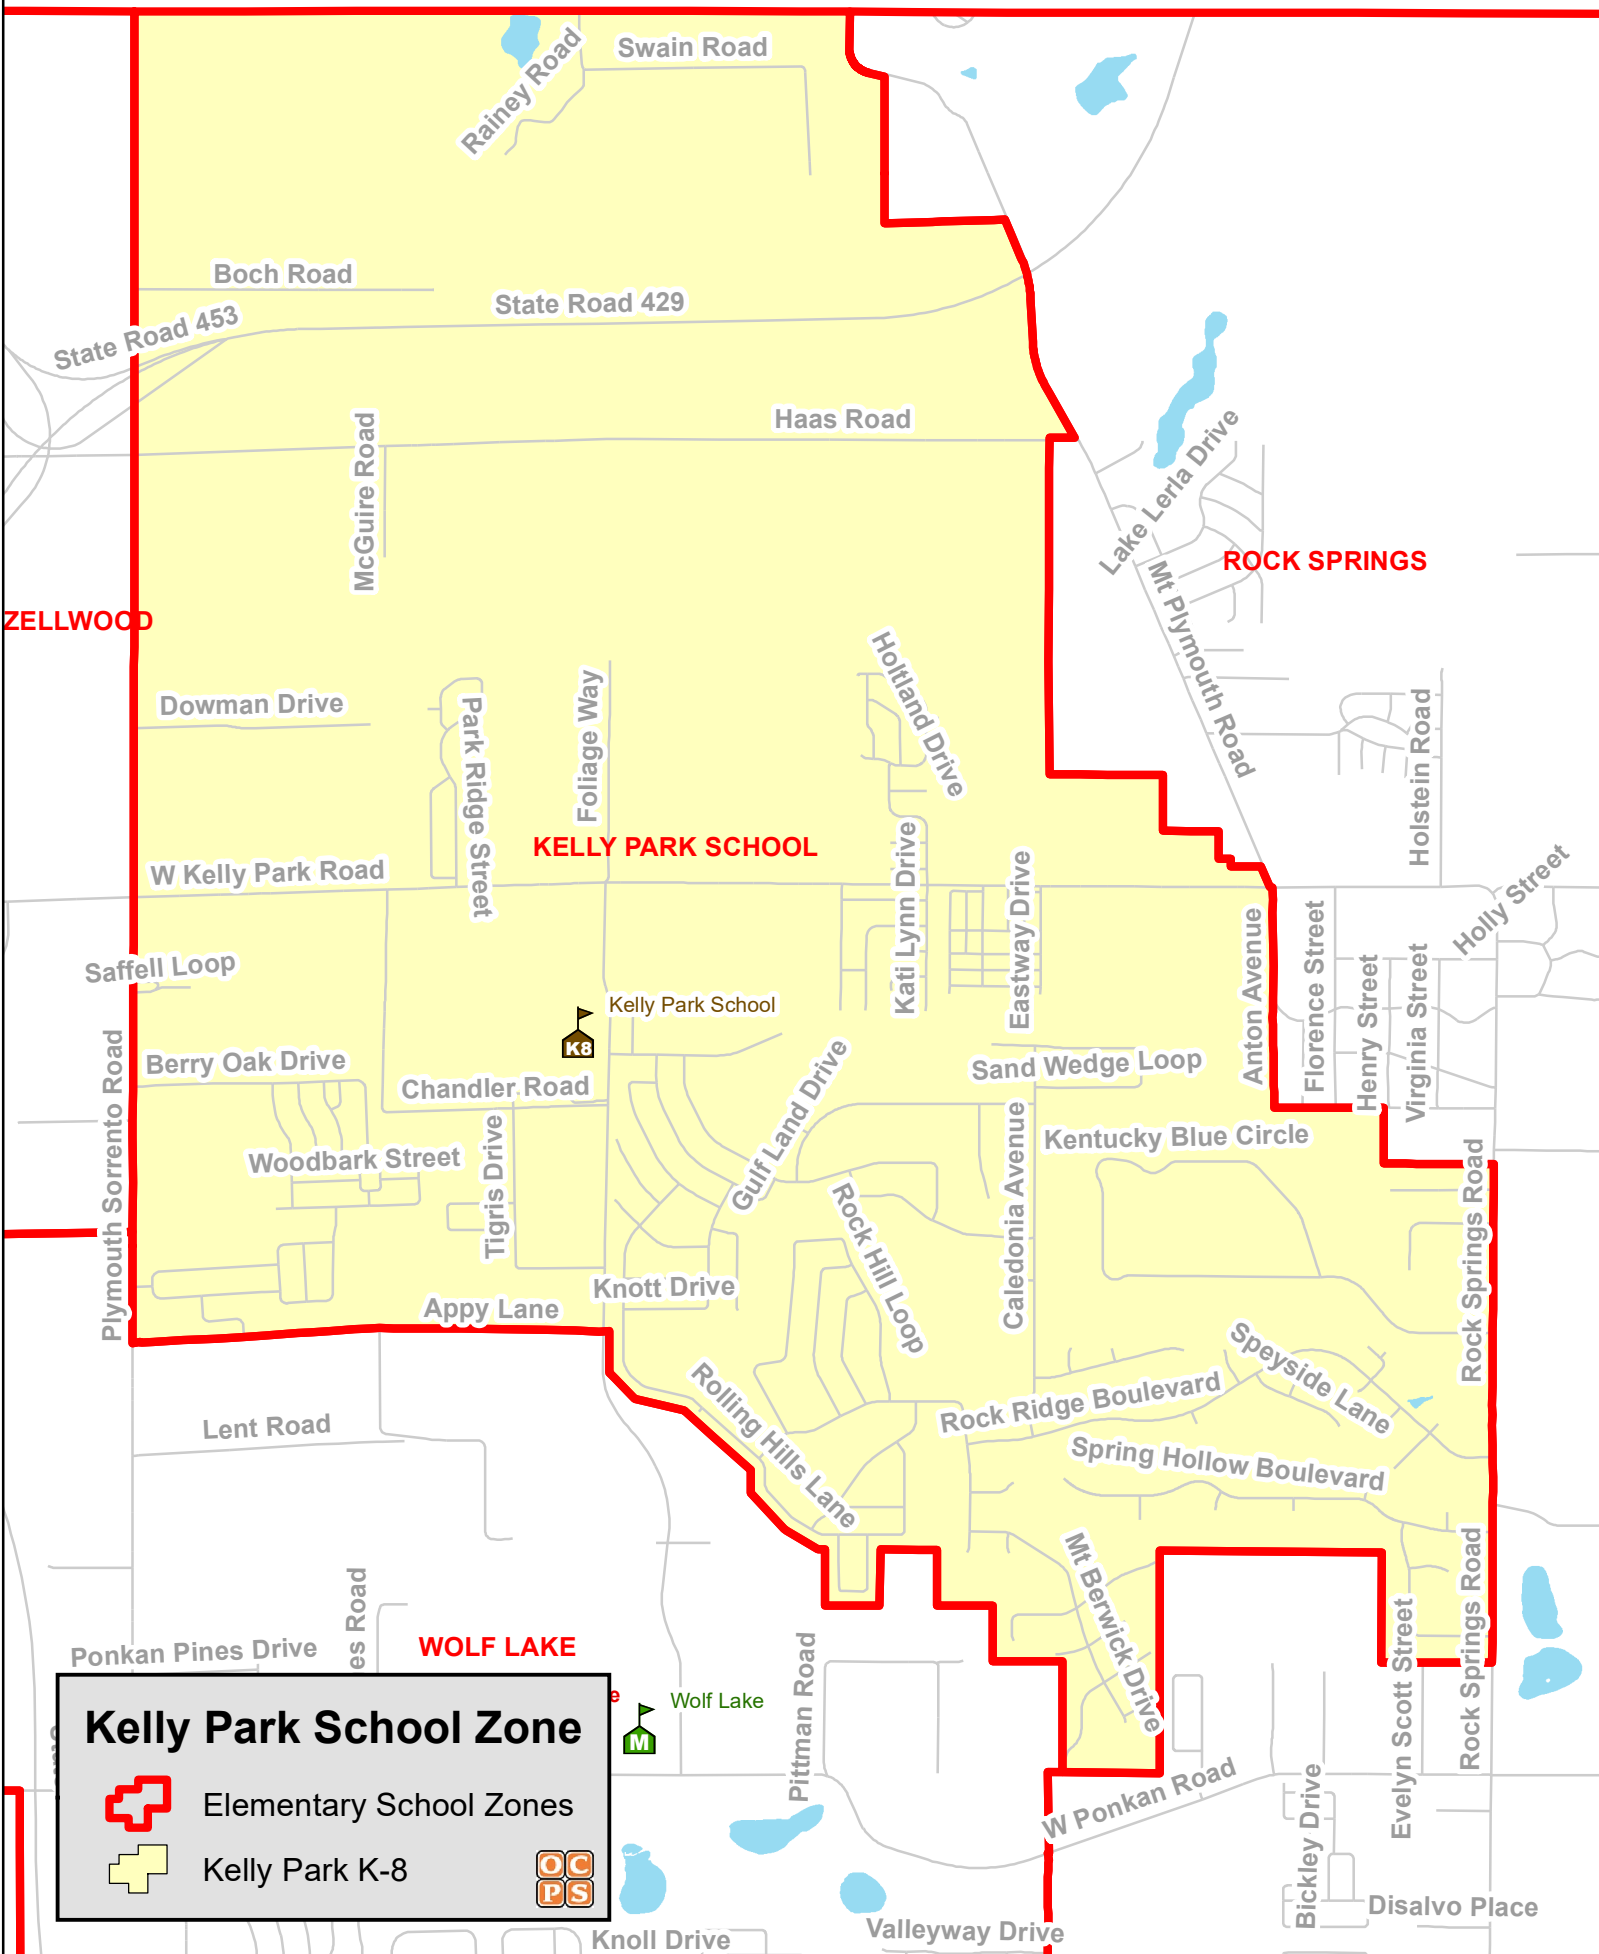 Swain Road
Rainey Road
Boch Road
State Road 429
State Road 453
Haas Road
McGuire Road
Lake Lerla Drive
ROCK SPRINGS
Mt Plymouth Road
ZELLWOOD
Holtland Drive
Dowman Drive
Park Ridge Street
Foliage Way
Holstein Road
KELLY PARK SCHOOL
W Kelly Park Road
Kati Lynn Drive
Eastway Drive
Holly Street
Anton Avenue
Florence Street
Henry Street
Virginia Street
Saffell Loop
Kelly Park School
K8
Plymouth Sorrento Road
Berry Oak Drive
Chandler Road
Gulf Land Drive
Sand Wedge Loop
Caledonia Avenue
Kentucky Blue Circle
Woodbark Street
Tigris Drive
Rock Hill Loop
Rock Springs Road
Knott Drive
Appy Lane
Speyside Lane
Rolling Hills Lane
Rock Ridge Boulevard
Lent Road
Spring Hollow Boulevard
Mt Berwick Drive
Rock Springs Road
es Road
Ponkan Pines Drive
WOLF LAKE
Pittman Road
Evelyn Scott Street
e
Wolf Lake
M
Kelly Park School Zone
Elementary School Zones
Kelly Park K-8
OC
PS
W Ponkan Road
Bickley Drive
Disalvo Place
Valleyway Drive
Knoll Drive